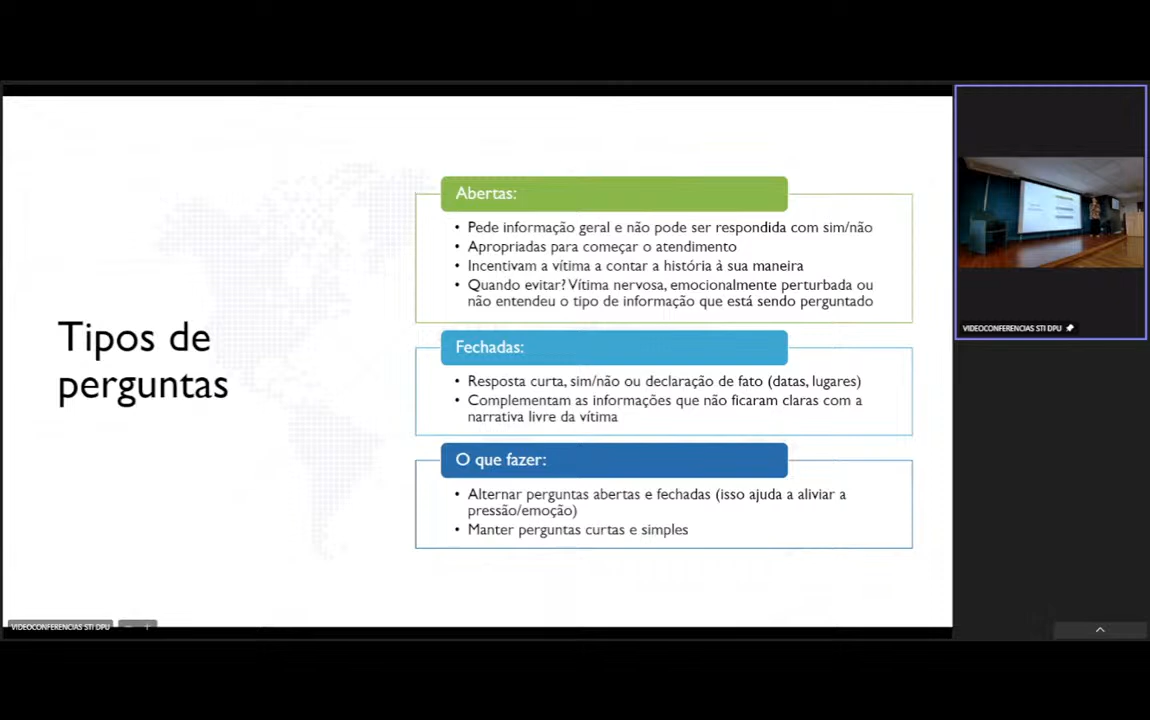 Tipos de
perguntas
Abertas:
• Pede informação geral e não pode ser respondida com sim/não
• Apropriadas para começar o atendimento
• Incentivam a vítima a contar a história à sua maneira
• Quando evitar? Vítima nervosa, emocionalmente perturbada ou
não entendeu o tipo de informação que está sendo perguntado
Fechadas:
• Resposta curta, sim/não ou declaração de fato (datas, lugares)
• Complementam as informações que não ficaram claras com a
narrativa livre da vítima
O que fazer:
• Alternar perguntas abertas e fechadas (isso ajuda a aliviar a
pressão/emoção)
• Manter perguntas curtas e simples
VIDEOCONFERENCIAS STI DPU
VIDEOCONFERENCIAS STI DPU